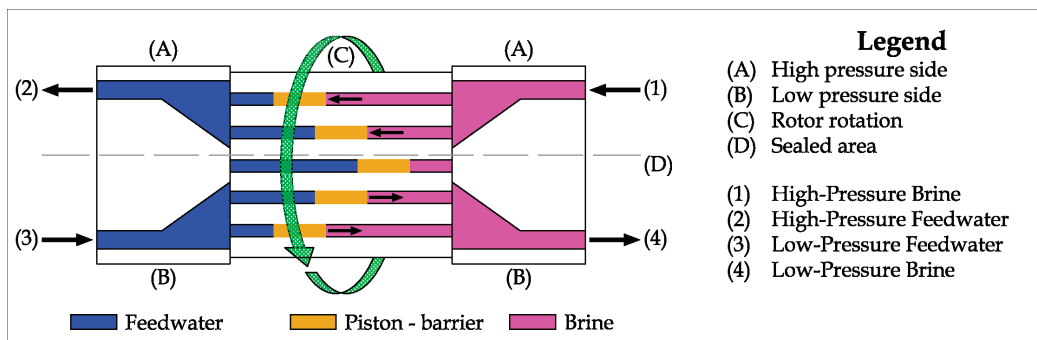 (A) (C) (A)
(2) (1)
(D)
(3) (4)
(B) (B)
Feedwater Piston - barrier Brine
Legend
(A) High pressure side
(B) Low pressure side
(C) Rotor rotation
(D) Sealed area
(1) High-Pressure Brine
(2) High-Pressure Feedwater
(3) Low-Pressure Feedwater
(4) Low-Pressure Brine